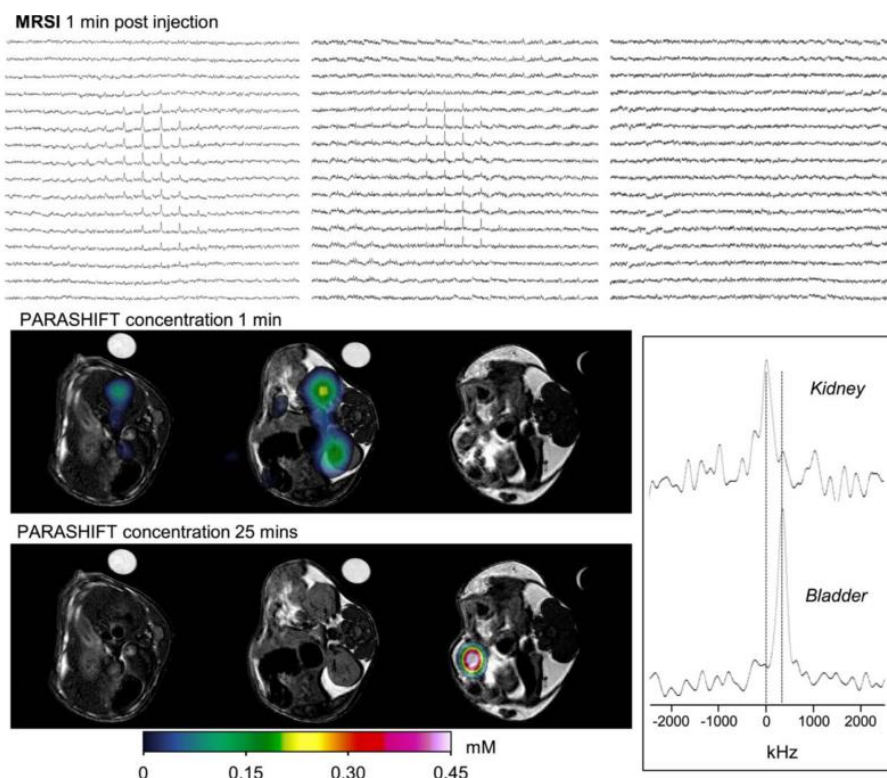 MRSI 1 min post injection
PARASHIFT concentration 1 min
PARASHIFT concentration 25 mins
0 0.15 0.30 0.45
mM
Kidney
Bladder
-2000 -1000 0 1000 2000
kHz